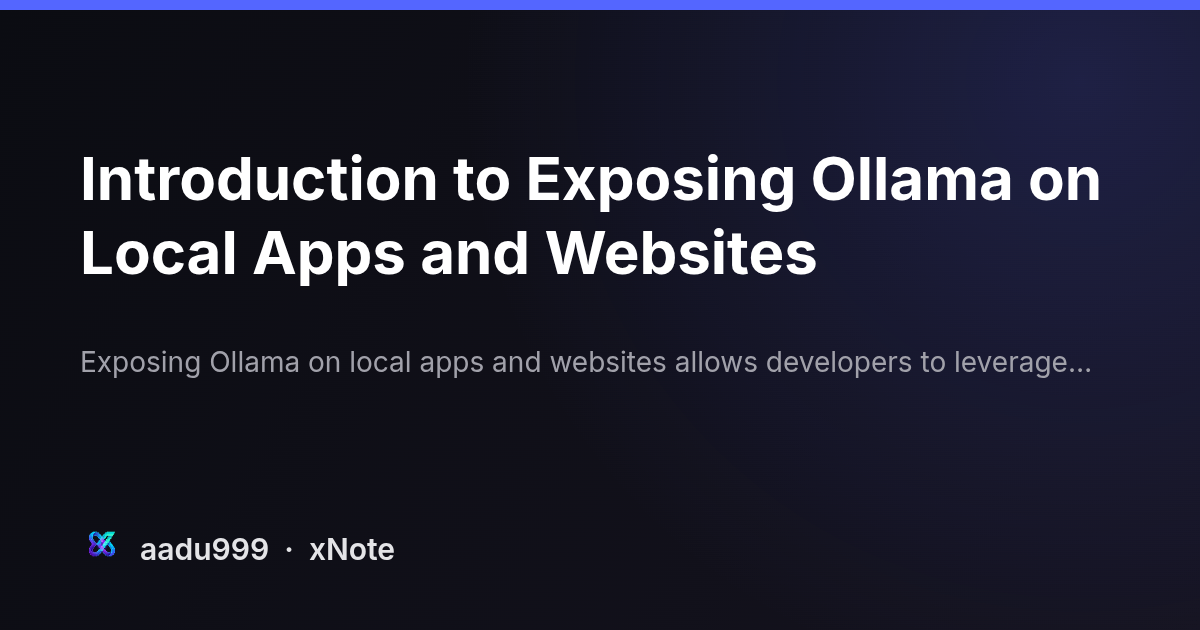 Introduction to Exposing Ollama on
Local Apps and Websites
Exposing Ollama on local apps and websites allows developers to leverage...
aadu999 · xNote